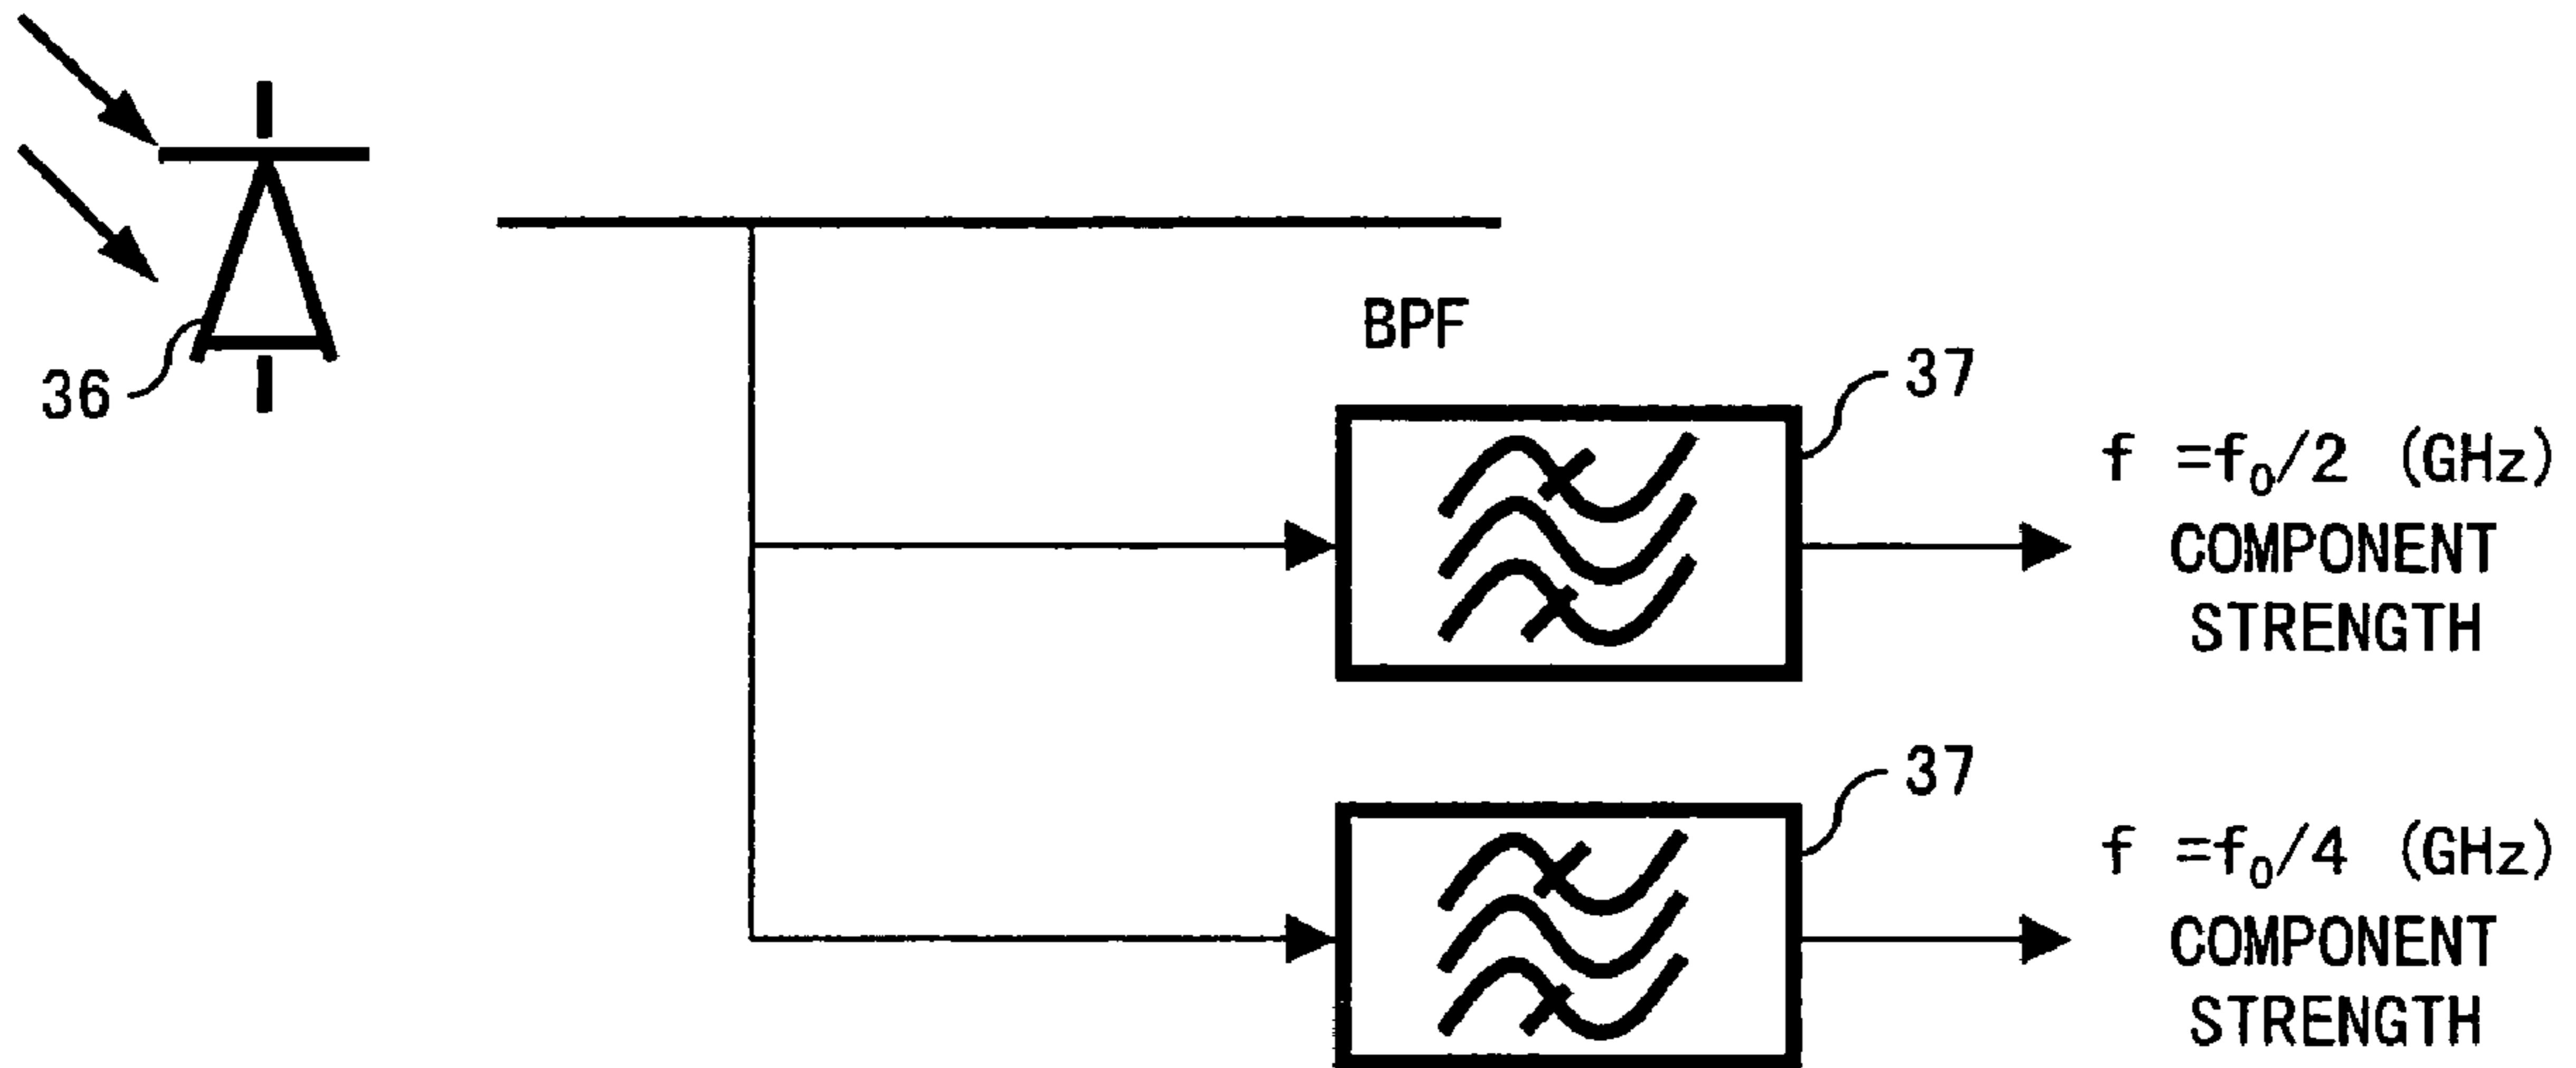 36
BPF
37
f =f₀/2 (GHz)
COMPONENT
STRENGTH
37
f =f₀/4 (GHz)
COMPONENT
STRENGTH